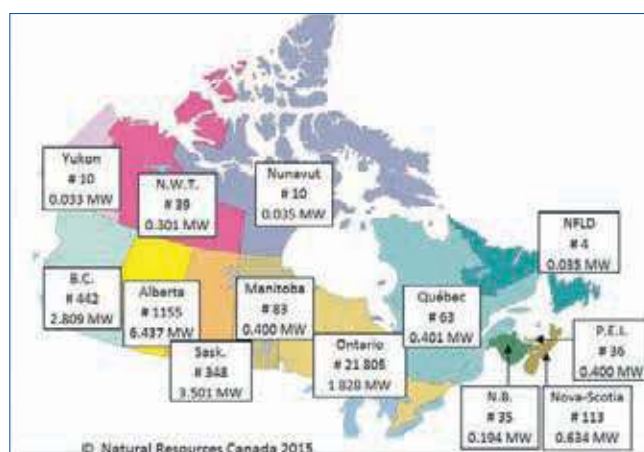 Yukon
# 10
0.033 MW
N.W.T.
# 39
0.301 MW
Nunavut
# 10
0.035 MW
NFLD
# 4
0.035 MW
B.C.
# 442
2.809 MW
Alberta
# 1155
6.437 MW
Sask.
# 348
3.501 MW
Manitoba
# 83
0.400 MW
Ontario
# 21 805
1 828 MW
Québec
# 63
0.401 MW
P.E.I.
# 36
0.400 MW
N.B.
# 35
0.194 MW
Nova-Scotia
# 113
0.634 MW
© Natural Resources Canada 2015